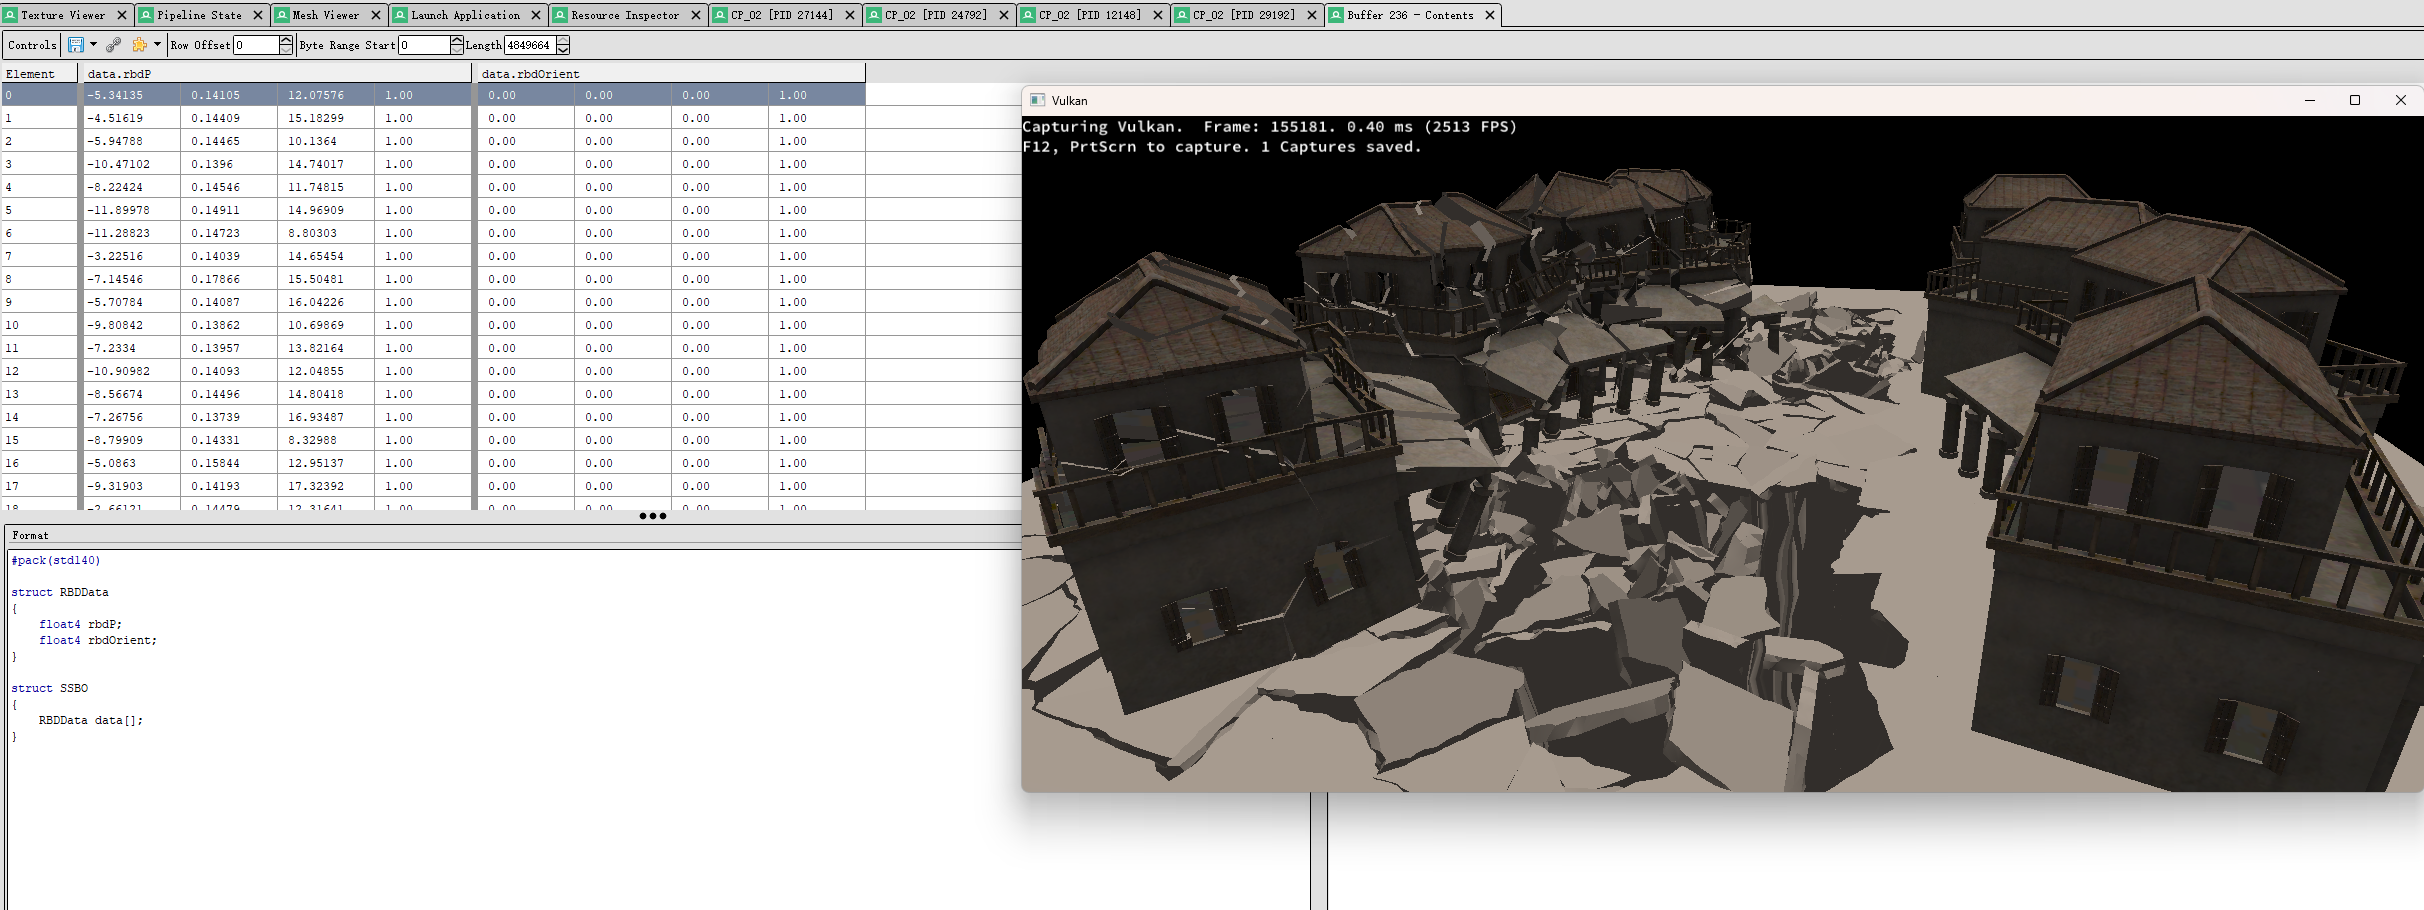 Texture Viewer Pipeline State Mesh Viewer Launch Application Resource Inspector CP_02 [PID 27144] CP_02 [PID 24792] CP_02 [PID 12148] CP_02 [PID 29192] Buffer 236 - Contents
Controls Row Offset 0 Byte Range Start 0 Length 4849664
Element data.rbdP data.rbdOrient
0 -5.34135 0.14105 12.07576 1.00 0.00 0.00 0.00 1.00
1 -4.51619 0.14409 15.18299 1.00 0.00 0.00 0.00 1.00
2 -5.94788 0.14465 10.1364 1.00 0.00 0.00 0.00 1.00
3 -10.47102 0.1396 14.74017 1.00 0.00 0.00 0.00 1.00
4 -8.22424 0.14546 11.74815 1.00 0.00 0.00 0.00 1.00
5 -11.89978 0.14911 14.96909 1.00 0.00 0.00 0.00 1.00
6 -11.28823 0.14723 8.80303 1.00 0.00 0.00 0.00 1.00
7 -3.22516 0.14039 14.65454 1.00 0.00 0.00 0.00 1.00
8 -7.14546 0.17866 15.50481 1.00 0.00 0.00 0.00 1.00
9 -5.70784 0.14087 16.04226 1.00 0.00 0.00 0.00 1.00
10 -9.80842 0.13862 10.69869 1.00 0.00 0.00 0.00 1.00
11 -7.2334 0.13957 13.82164 1.00 0.00 0.00 0.00 1.00
12 -10.90982 0.14093 12.04855 1.00 0.00 0.00 0.00 1.00
13 -8.56674 0.14496 14.80418 1.00 0.00 0.00 0.00 1.00
14 -7.26756 0.13739 16.93487 1.00 0.00 0.00 0.00 1.00
15 -8.79909 0.14331 8.32988 1.00 0.00 0.00 0.00 1.00
16 -5.0863 0.15844 12.95137 1.00 0.00 0.00 0.00 1.00
17 -9.31903 0.14193 17.32392 1.00 0.00 0.00 0.00 1.00
18 -2.66121 0.14479 12.31641 1.00 0.00 0.00 0.00 1.00
Format
#pack(std140)
struct RBDData
{
float4 rbdP;
float4 rbdOrient;
}
struct SSBO
{
RBDData data[];
}
Vulkan
Capturing Vulkan. Frame: 155181. 0.40 ms (2513 FPS)
F12, PrtScrn to capture. 1 Captures saved.